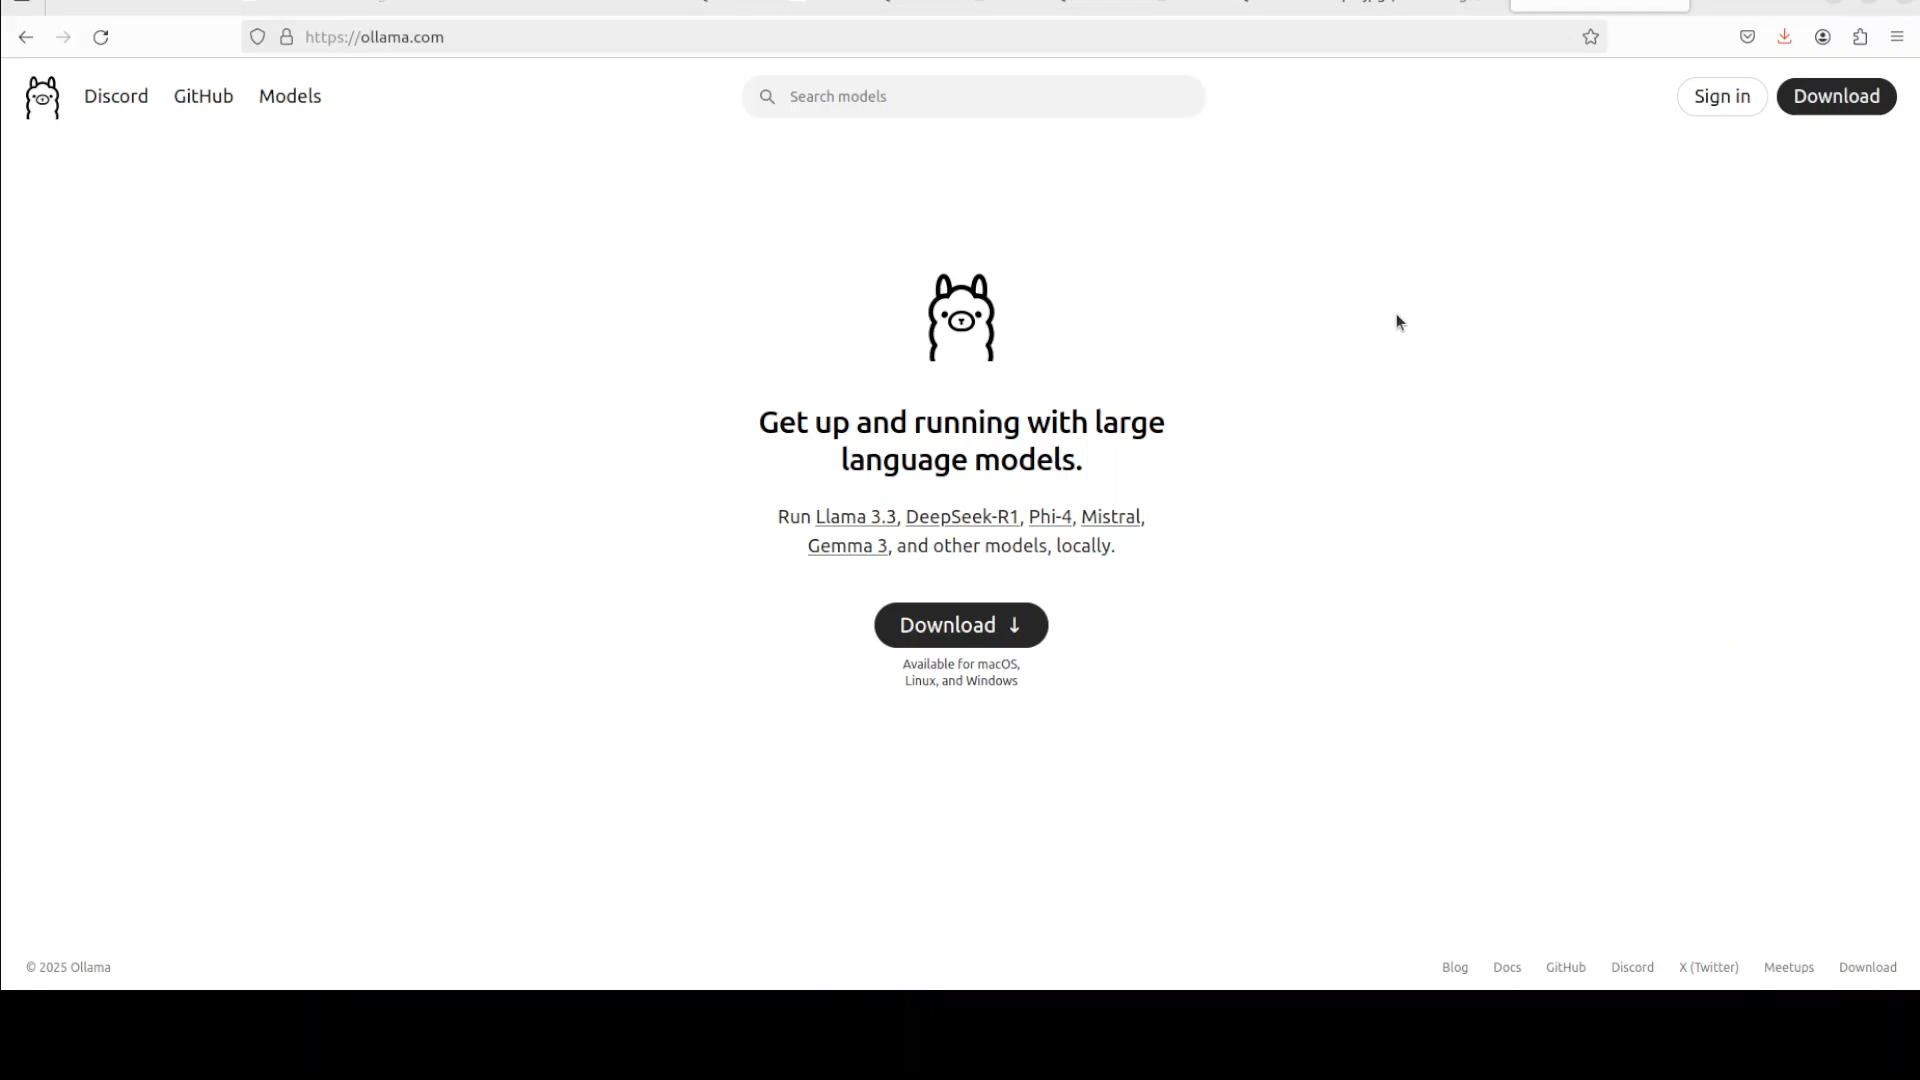 https://ollama.com
Discord GitHub Models
Search models
Sign in Download
Get up and running with large
language models.
Run Llama 3.3, DeepSeek-R1, Phi-4, Mistral,
Gemma 3, and other models, locally.
Download ↓
Available for macOS,
Linux, and Windows
© 2025 Ollama
Blog Docs GitHub Discord X (Twitter) Meetups Download